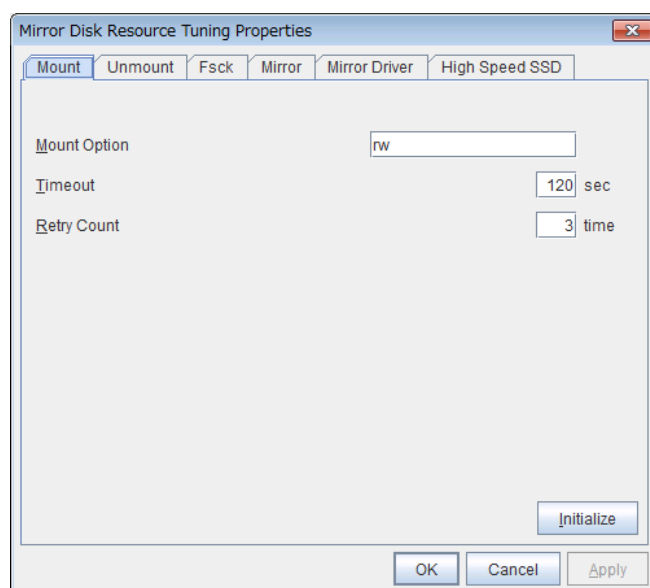 Mirror Disk Resource Tuning Properties
Mount Unmount Fsck Mirror Mirror Driver High Speed SSD
Mount Option rw
Timeout 120 sec
Retry Count 3 time
Initialize
OK Cancel Apply